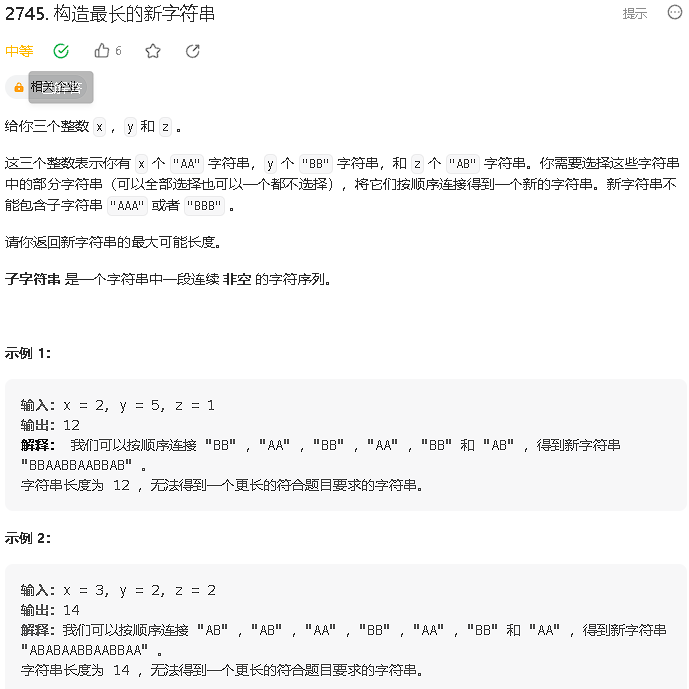 2745. 构造最长的新字符串
提示
中等
6
相关企业
给你三个整数 x ，y 和 z 。
这三个整数表示你有 x 个 "AA" 字符串，y 个 "BB" 字符串，和 z 个 "AB" 字符串。你需要选择这些字符串
中的部分字符串（可以全部选择也可以一个都不选择），将它们按顺序连接得到一个新的字符串。新字符串不
能包含子字符串 "AAA" 或者 "BBB" 。
请你返回新字符串的最大可能长度。
子字符串 是一个字符串中一段连续 非空 的字符序列。
示例 1：
输入：x = 2, y = 5, z = 1
输出：12
解释： 我们可以按顺序连接 "BB" ，"AA" ，"BB" ，"AA" ，"BB" 和 "AB" ，得到新字符串
"BBAABBAABBAB" 。
字符串长度为 12 ，无法得到一个更长的符合题目要求的字符串。
示例 2：
输入：x = 3, y = 2, z = 2
输出：14
解释：我们可以按顺序连接 "AB" ，"AB" ，"AA" ，"BB" ，"AA" ，"BB" 和 "AA" ，得到新字符串
"ABABAABBAABBAA" 。
字符串长度为 14 ，无法得到一个更长的符合题目要求的字符串。